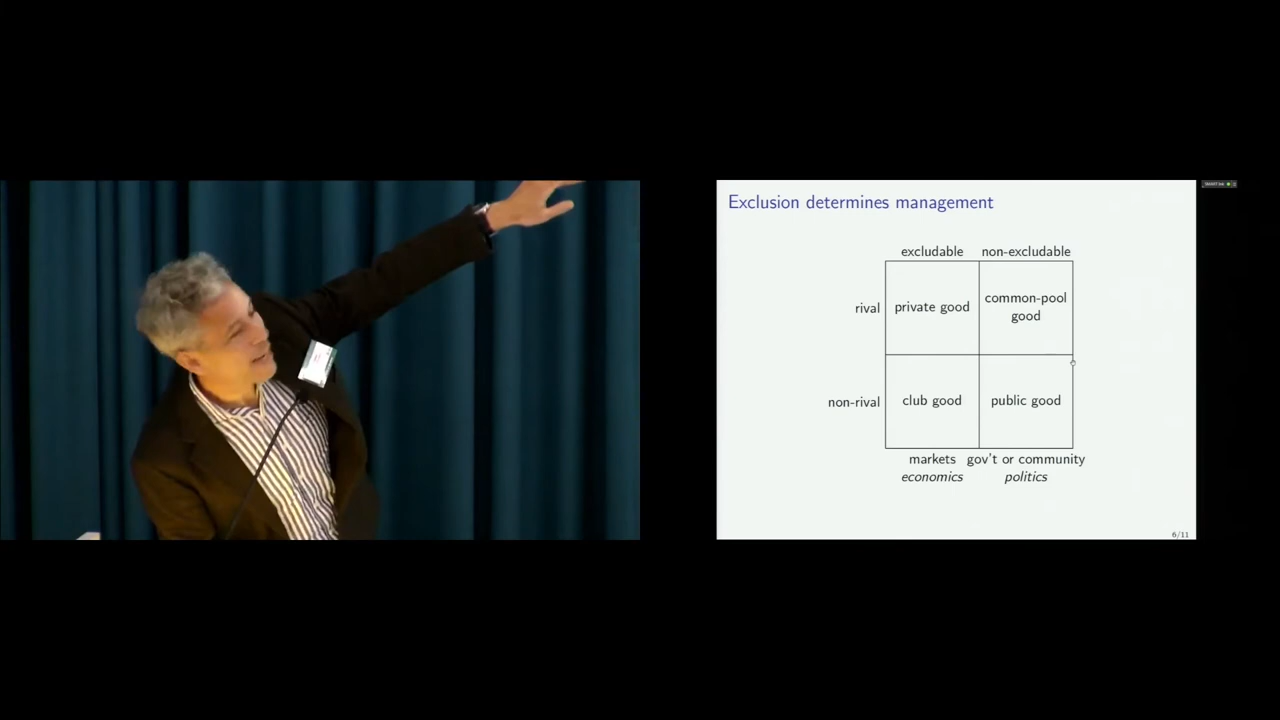 Exclusion determines management
excludable non-excludable
rival
private good
common-pool
good
non-rival
club good
public good
markets gov't or community
economics politics
6/11